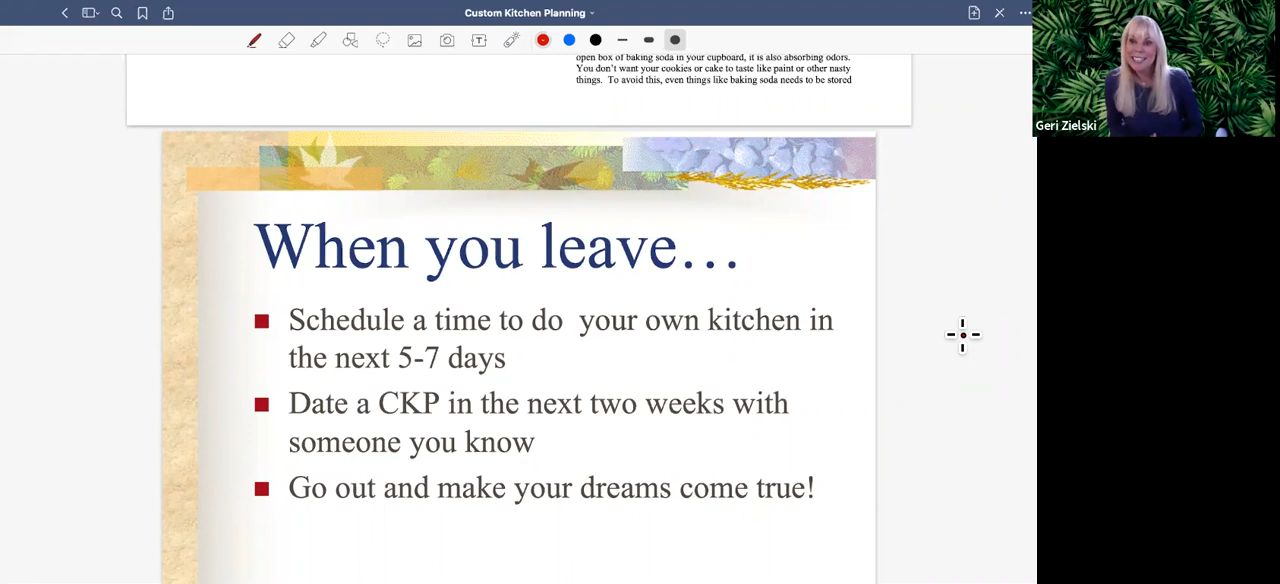 Custom Kitchen Planning
open box of baking soda in your cupboard, it is also absorbing odors.
You don't want your cookies or cake to taste like paint or other nasty
things. To avoid this, even things like baking soda needs to be stored
Geri Zielski
When you leave…
Schedule a time to do your own kitchen in
the next 5-7 days
Date a CKP in the next two weeks with
someone you know
Go out and make your dreams come true!